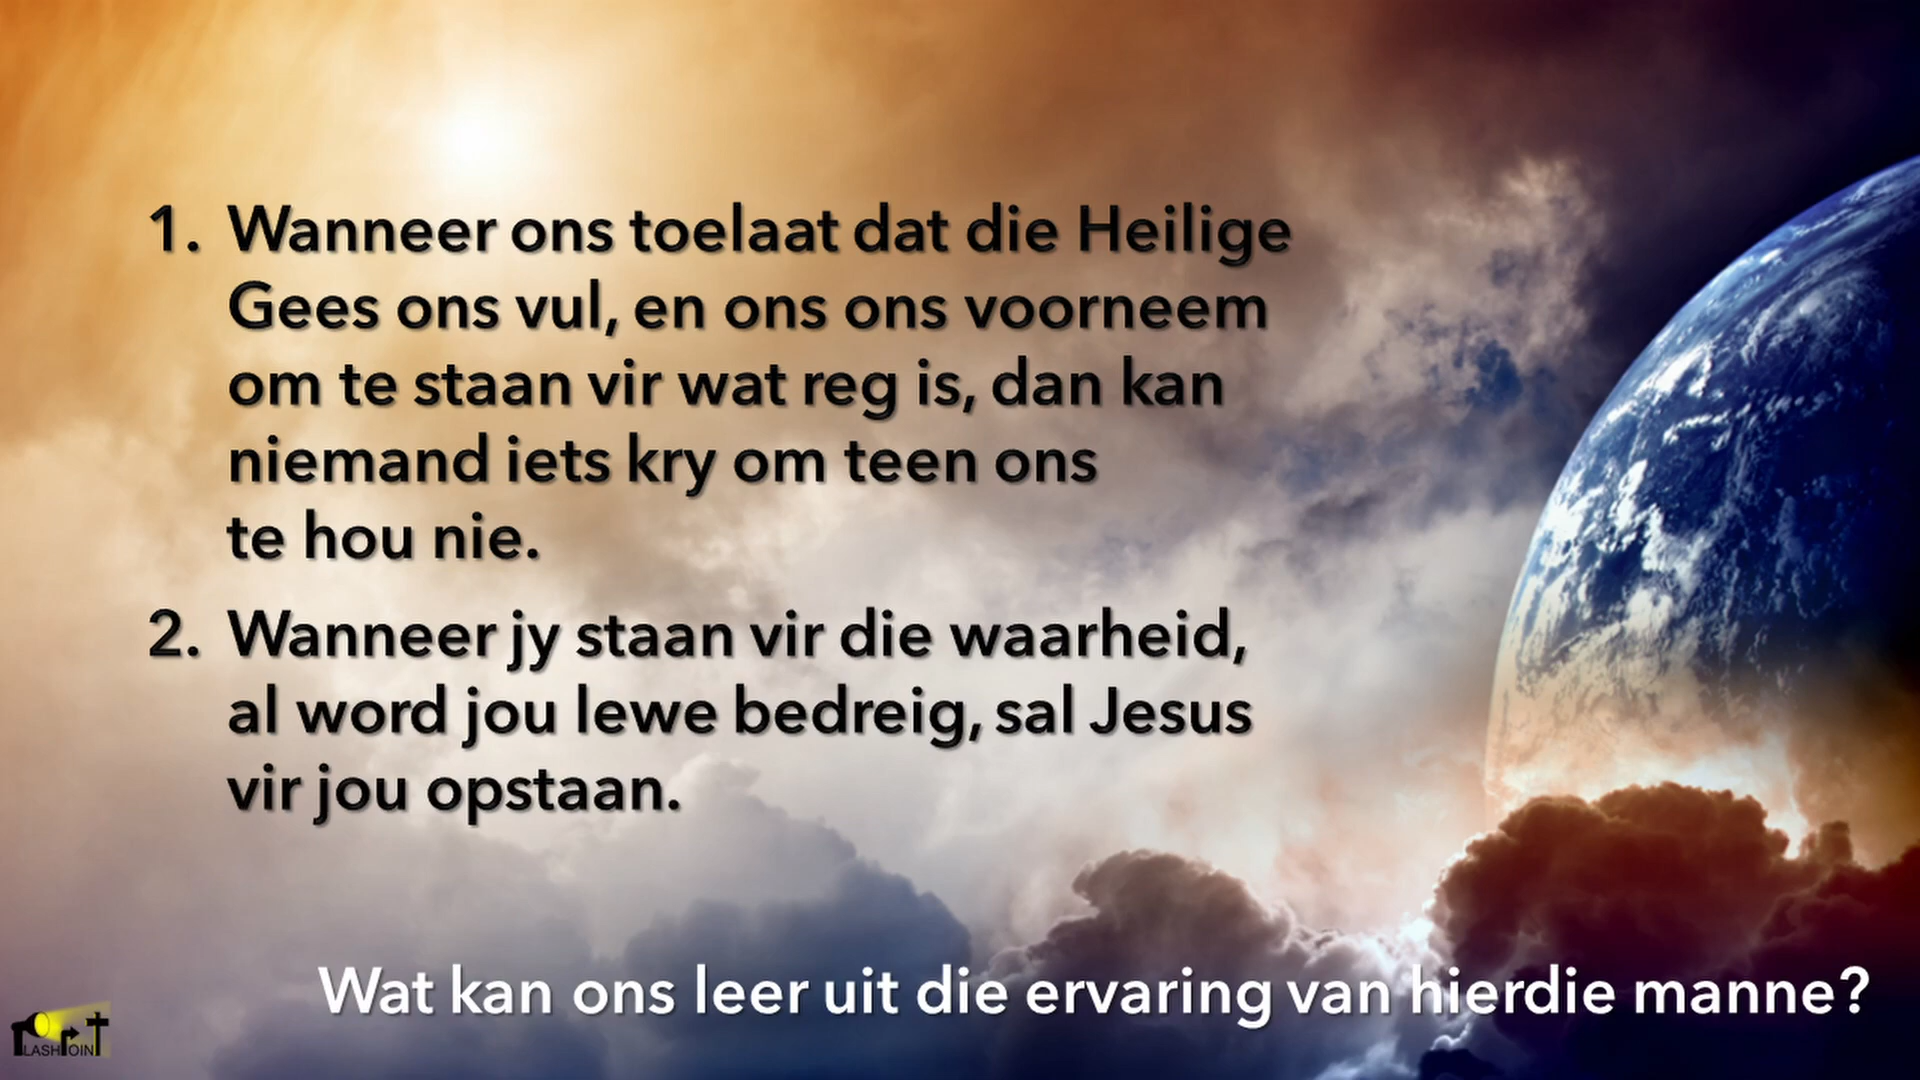 1. Wanneer ons toelaat dat die Heilige
Gees ons vul, en ons ons voorneem
om te staan vir wat reg is, dan kan
niemand iets kry om teen ons
te hou nie.
2. Wanneer jy staan vir die waarheid,
al word jou lewe bedreig, sal Jesus
vir jou opstaan.
Wat kan ons leer uit die ervaring van hierdie manne?